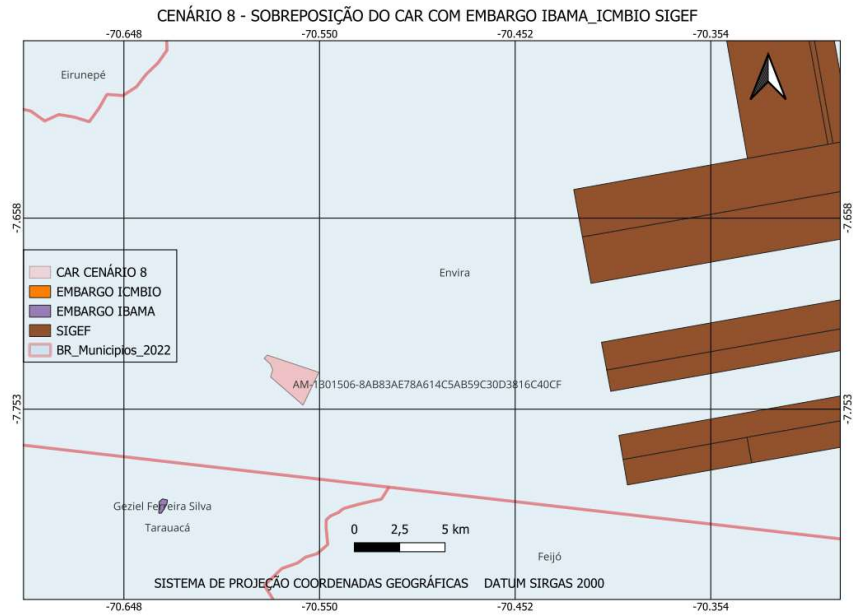 CENÁRIO 8 - SOBREPOSIÇÃO DO CAR COM EMBARGO IBAMA_ICMBIO SIGEF
-70.648 -70.550 -70.452 -70.354
Eirunepé
-7.658 -7.658
Envira
CAR CENÁRIO 8
EMBARGO ICMBIO
EMBARGO IBAMA
SIGEF
BR_Municipios_2022
AM-1301506-8AB83AE78A614C5AB59C30D3816C40CF
-7.753 -7.753
Geziel Ferreira Silva
Tarauacá
0 2,5 5 km
Feijó
SISTEMA DE PROJEÇÃO COORDENADAS GEOGRÁFICAS DATUM SIRGAS 2000
-70.648 -70.550 -70.452 -70.354